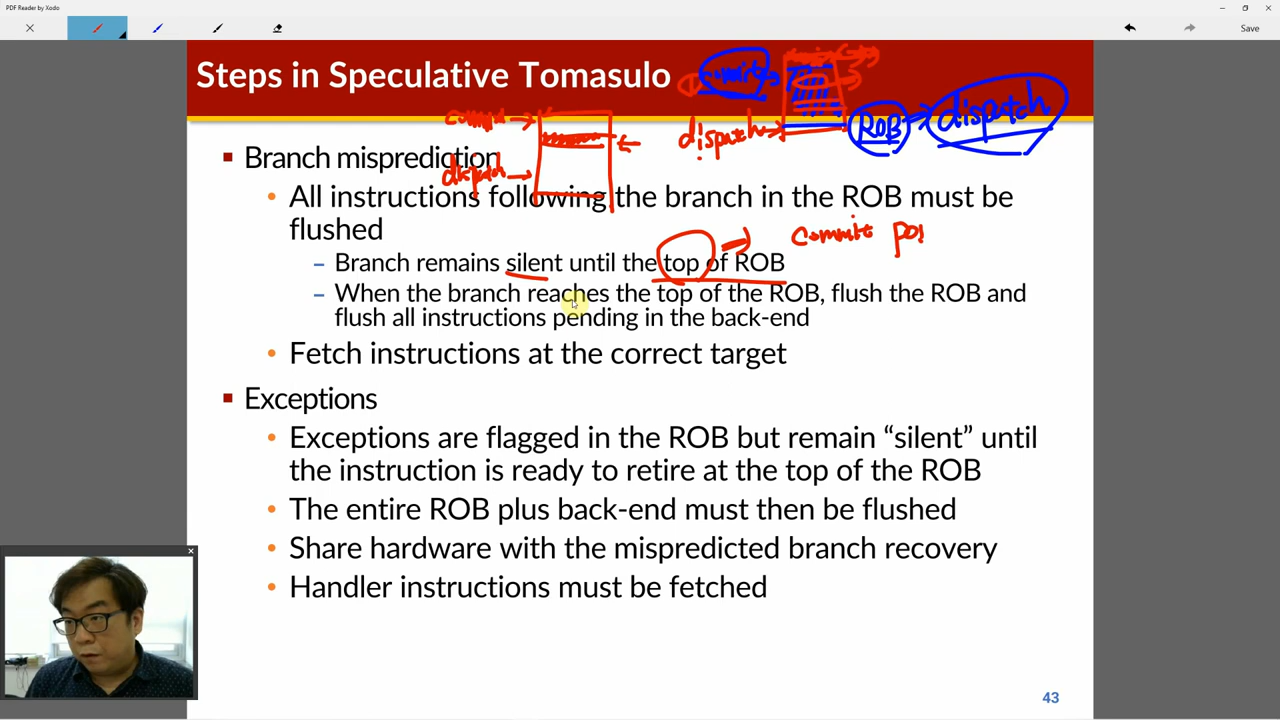 PDF Reader by Xodo
Save
Steps in Speculative Tomasulo
commit
dispatch
ROB
dispatch
commit
dispatch
▪ Branch misprediction
• All instructions following the branch in the ROB must be
flushed
commit poi
– Branch remains silent until the top of ROB
– When the branch reaches the top of the ROB, flush the ROB and
flush all instructions pending in the back-end
• Fetch instructions at the correct target
▪ Exceptions
• Exceptions are flagged in the ROB but remain “silent” until
the instruction is ready to retire at the top of the ROB
• The entire ROB plus back-end must then be flushed
• Share hardware with the mispredicted branch recovery
• Handler instructions must be fetched
43